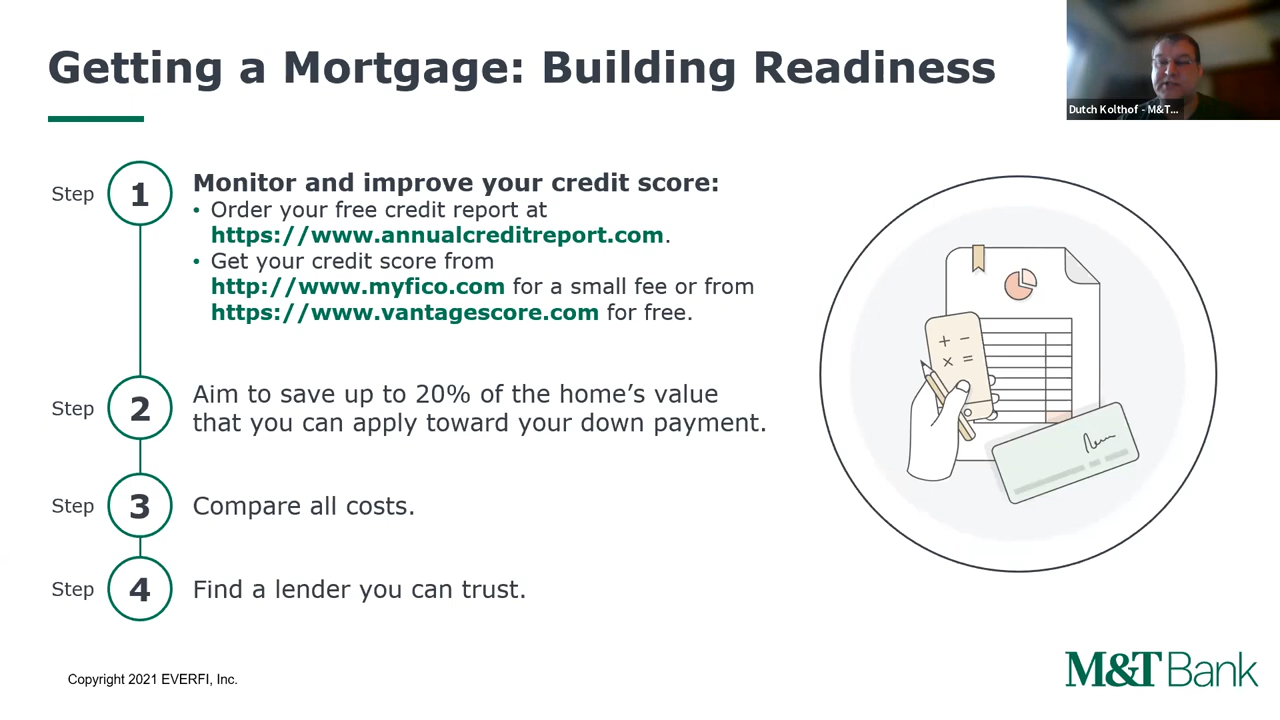 Getting a Mortgage: Building Readiness
Dutch Kolthof - M&T...
Step 1 Monitor and improve your credit score:
• Order your free credit report at
https://www.annualcreditreport.com.
• Get your credit score from
http://www.myfico.com for a small fee or from
https://www.vantagescore.com for free.
Step 2 Aim to save up to 20% of the home’s value
that you can apply toward your down payment.
Step 3 Compare all costs.
Step 4 Find a lender you can trust.
Copyright 2021 EVERFI, Inc.
M&T Bank